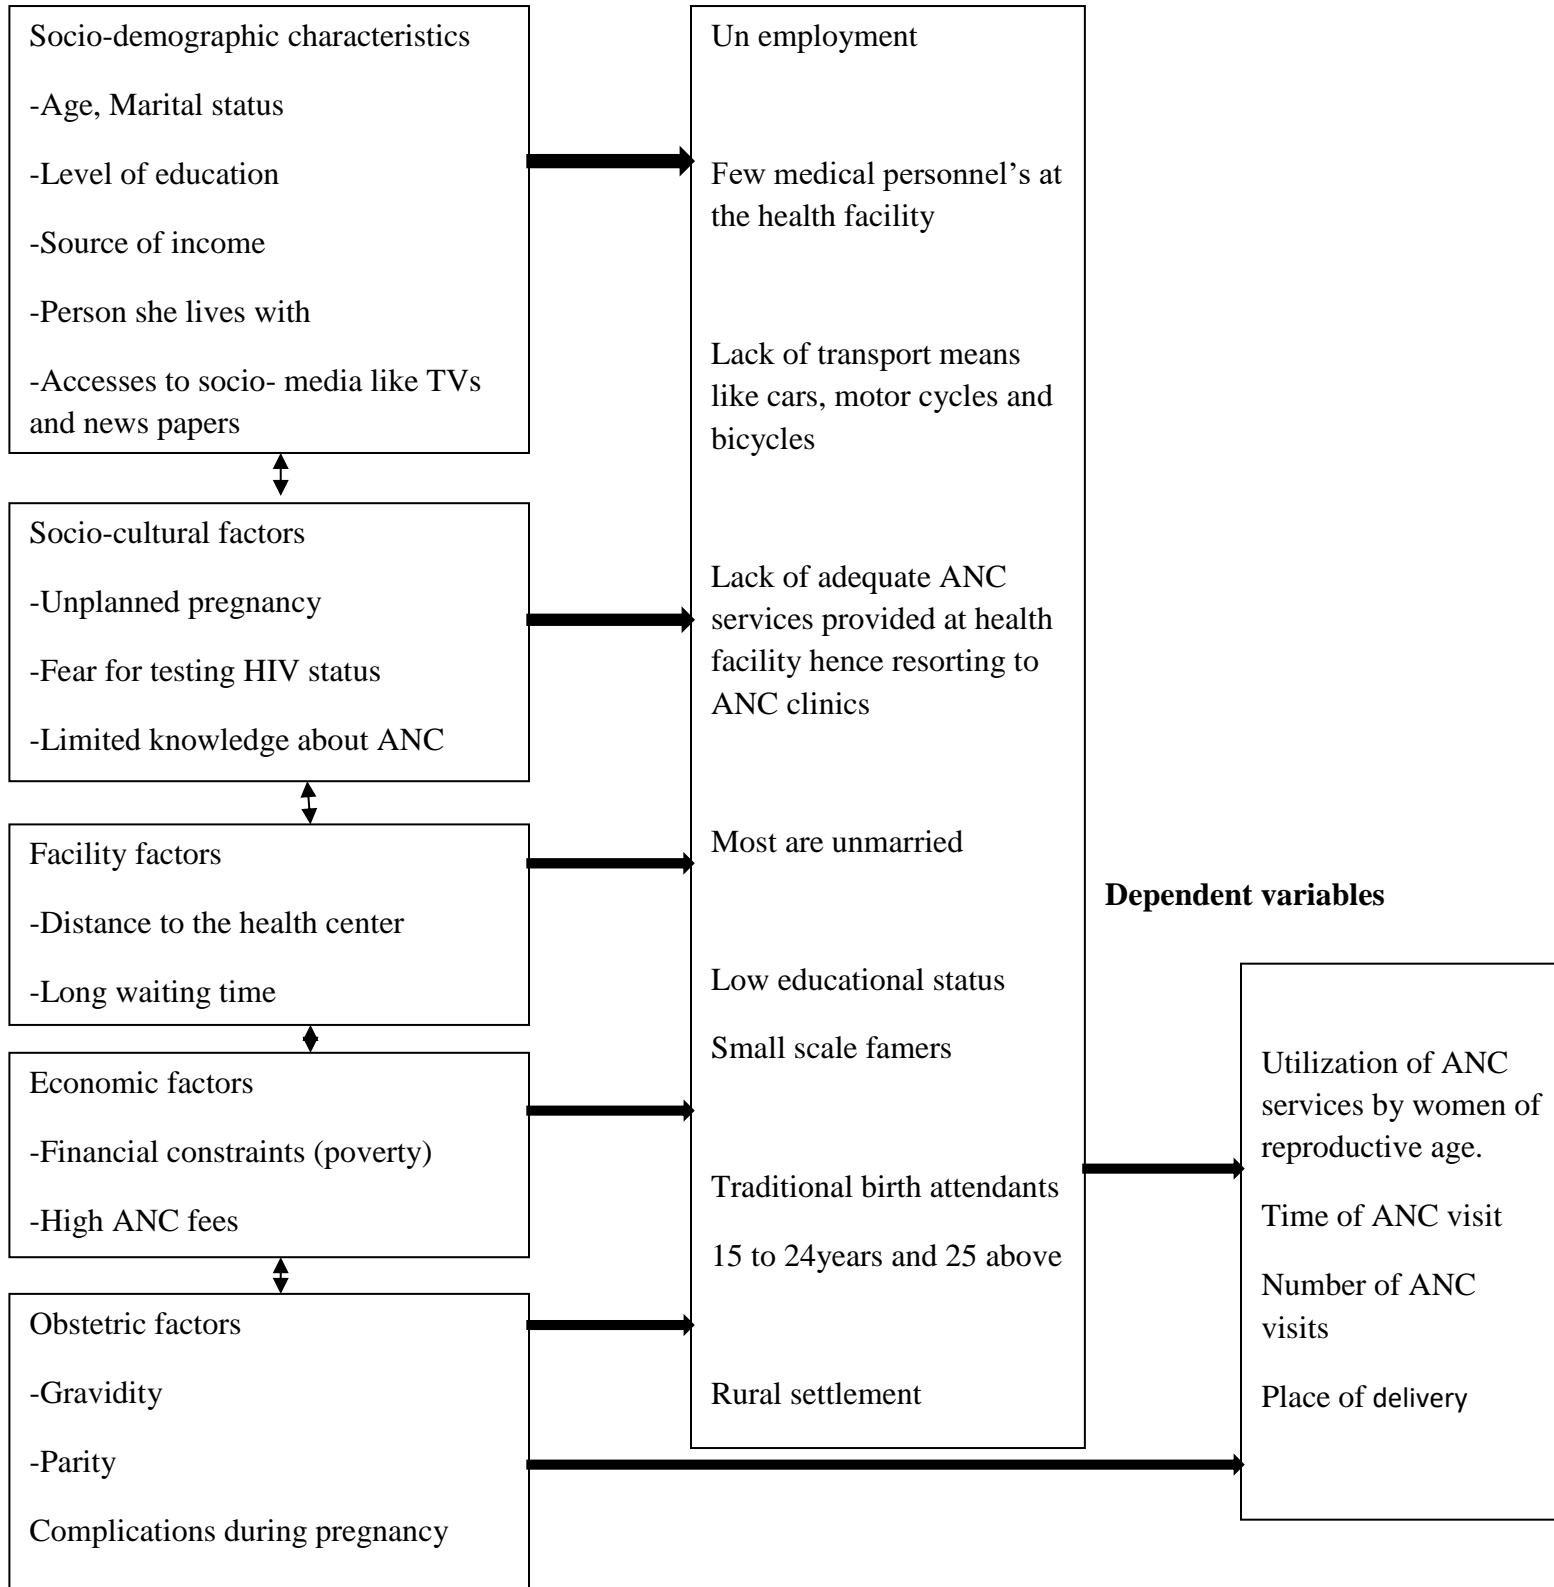 Socio-demographic characteristics
-Age, Marital status
-Level of education
-Source of income
-Person she lives with
-Accesses to socio- media like TVs
and news papers
Socio-cultural factors
-Unplanned pregnancy
-Fear for testing HIV status
-Limited knowledge about ANC
Facility factors
-Distance to the health center
-Long waiting time
Economic factors
-Financial constraints (poverty)
-High ANC fees
Obstetric factors
-Gravidity
-Parity
Complications during pregnancy
Un employment
Few medical personnel’s at
the health facility
Lack of transport means
like cars, motor cycles and
bicycles
Lack of adequate ANC
services provided at health
facility hence resorting to
ANC clinics
Most are unmarried
Low educational status
Small scale famers
Traditional birth attendants
15 to 24years and 25 above
Rural settlement
Dependent variables
Utilization of ANC
services by women of
reproductive age.
Time of ANC visit
Number of ANC
visits
Place of delivery